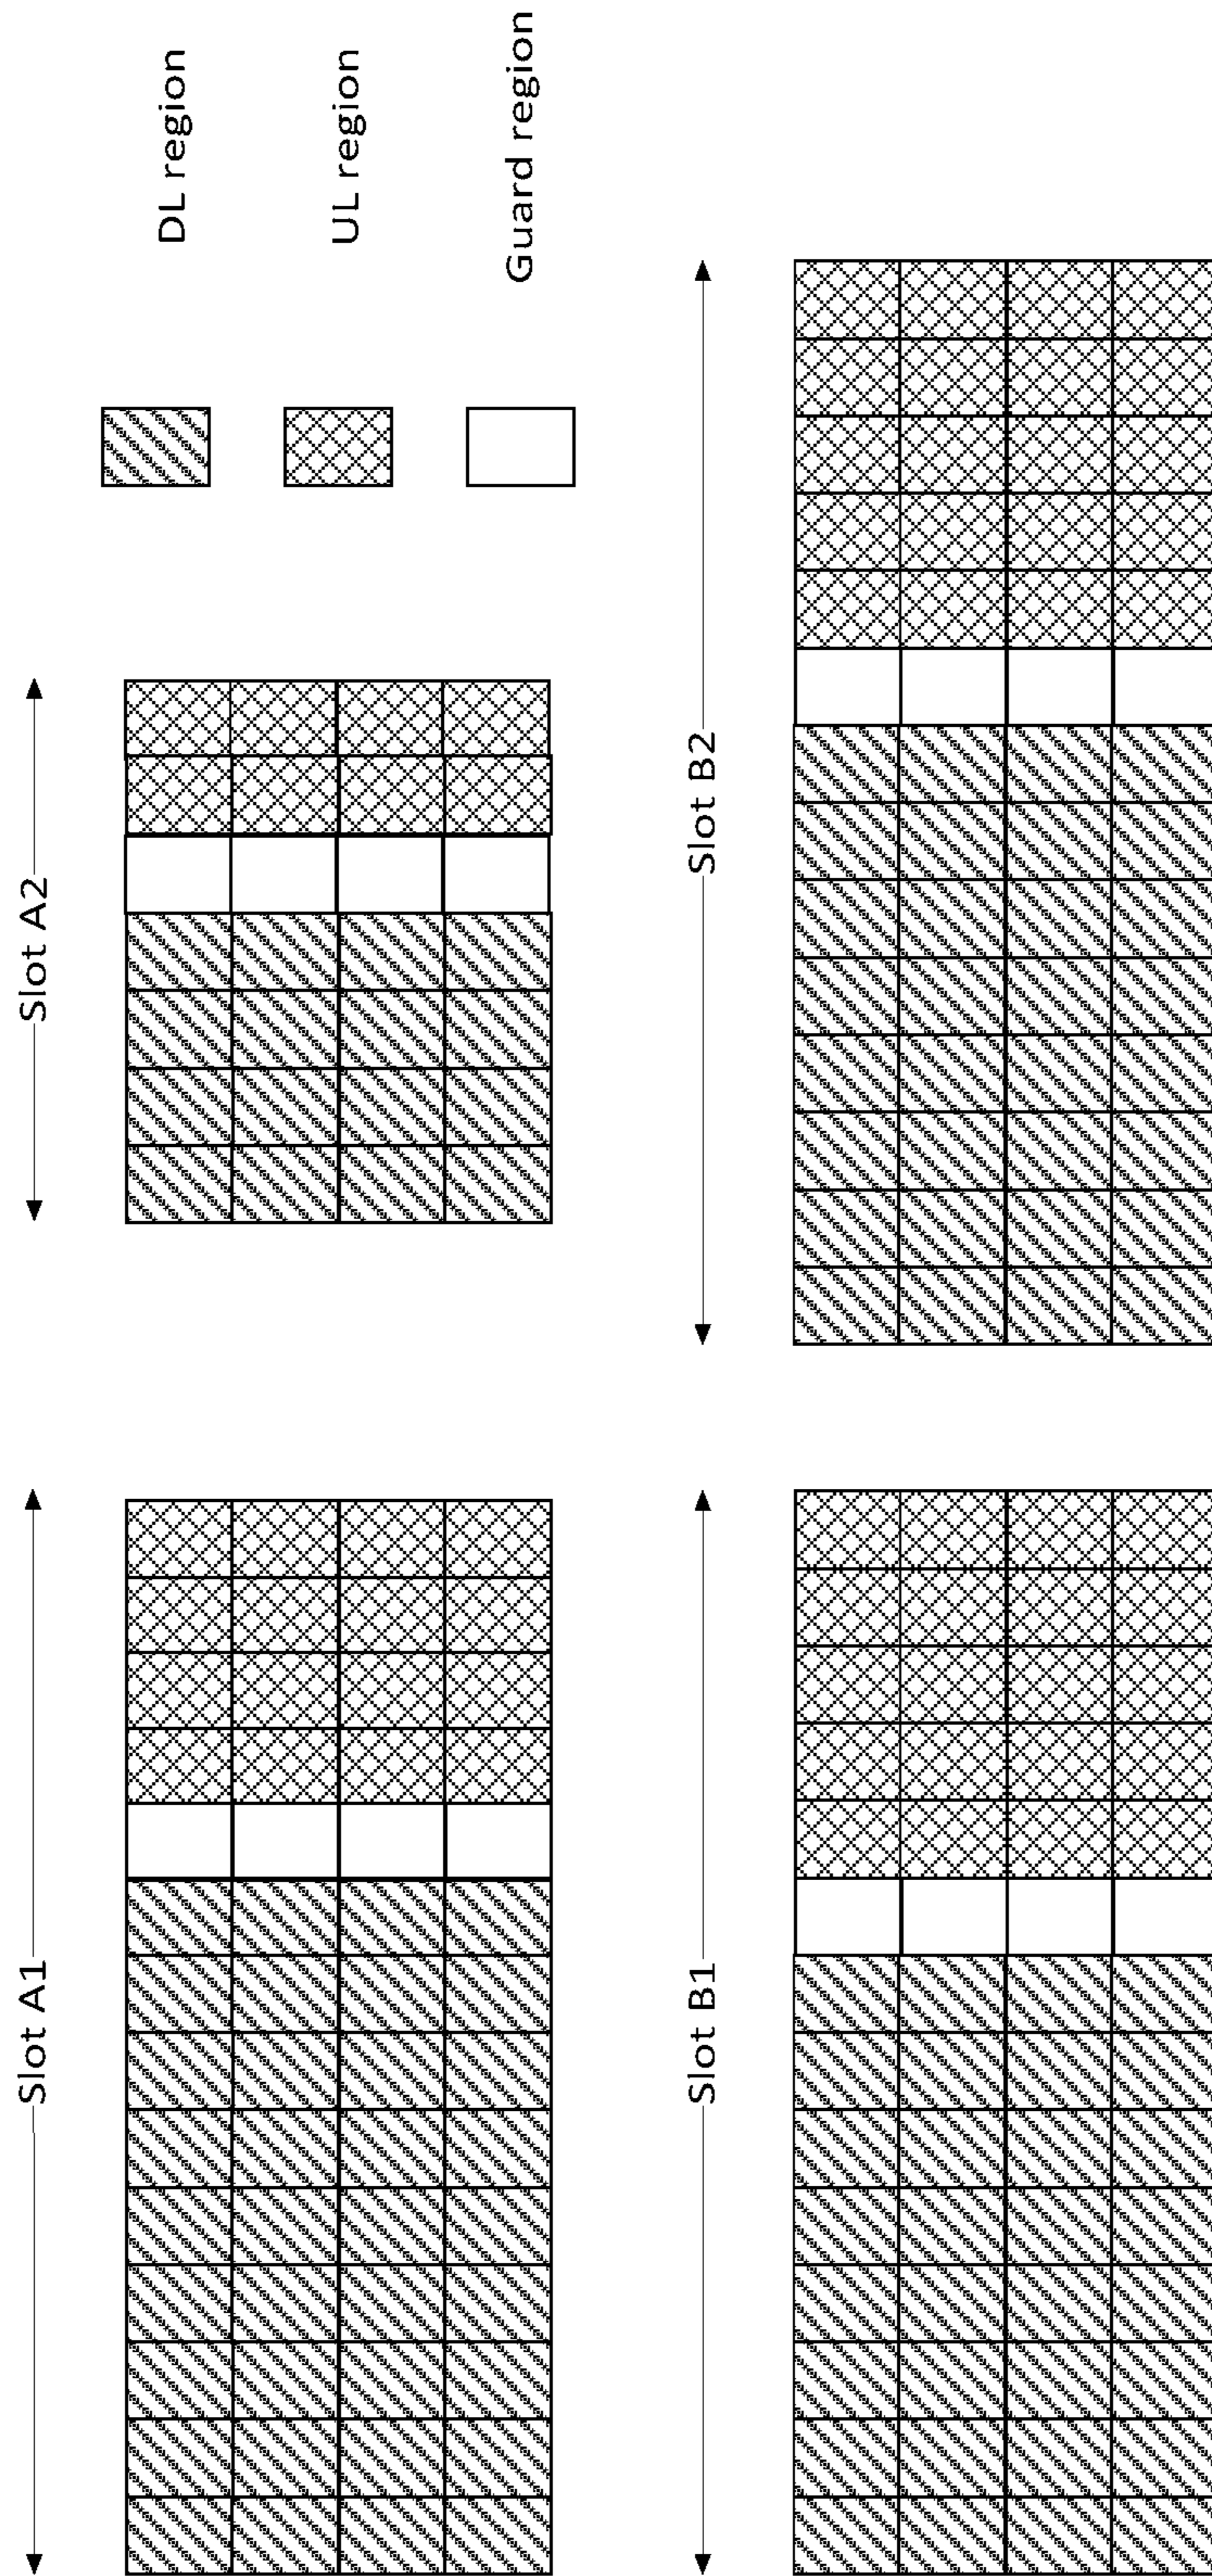 Slot A1
Slot A2
DL region
UL region
Guard region
Slot B1
Slot B2